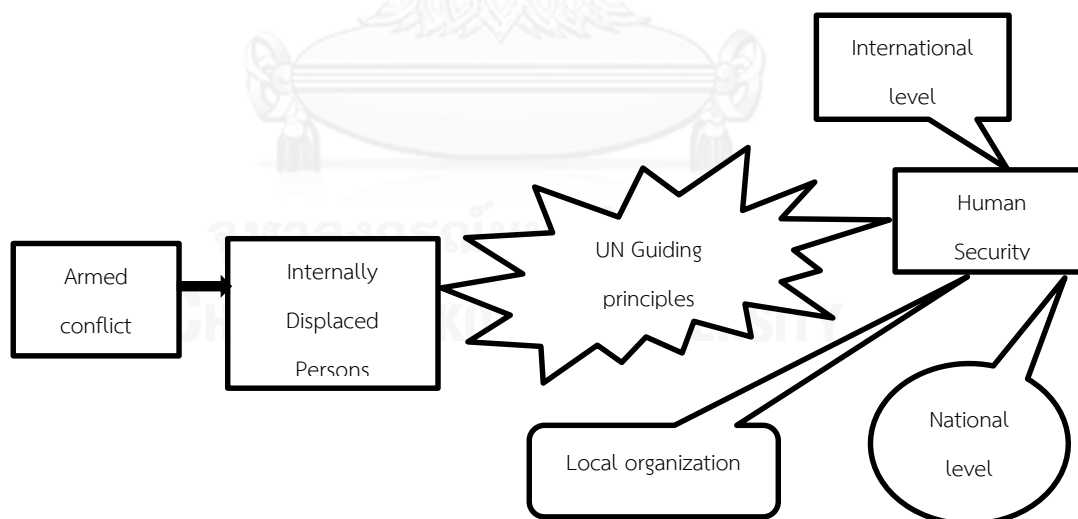 International
level
Human
Security
UN Guiding
principles
Armed
conflict
Internally
Displaced
Persons
Local organization
National
level